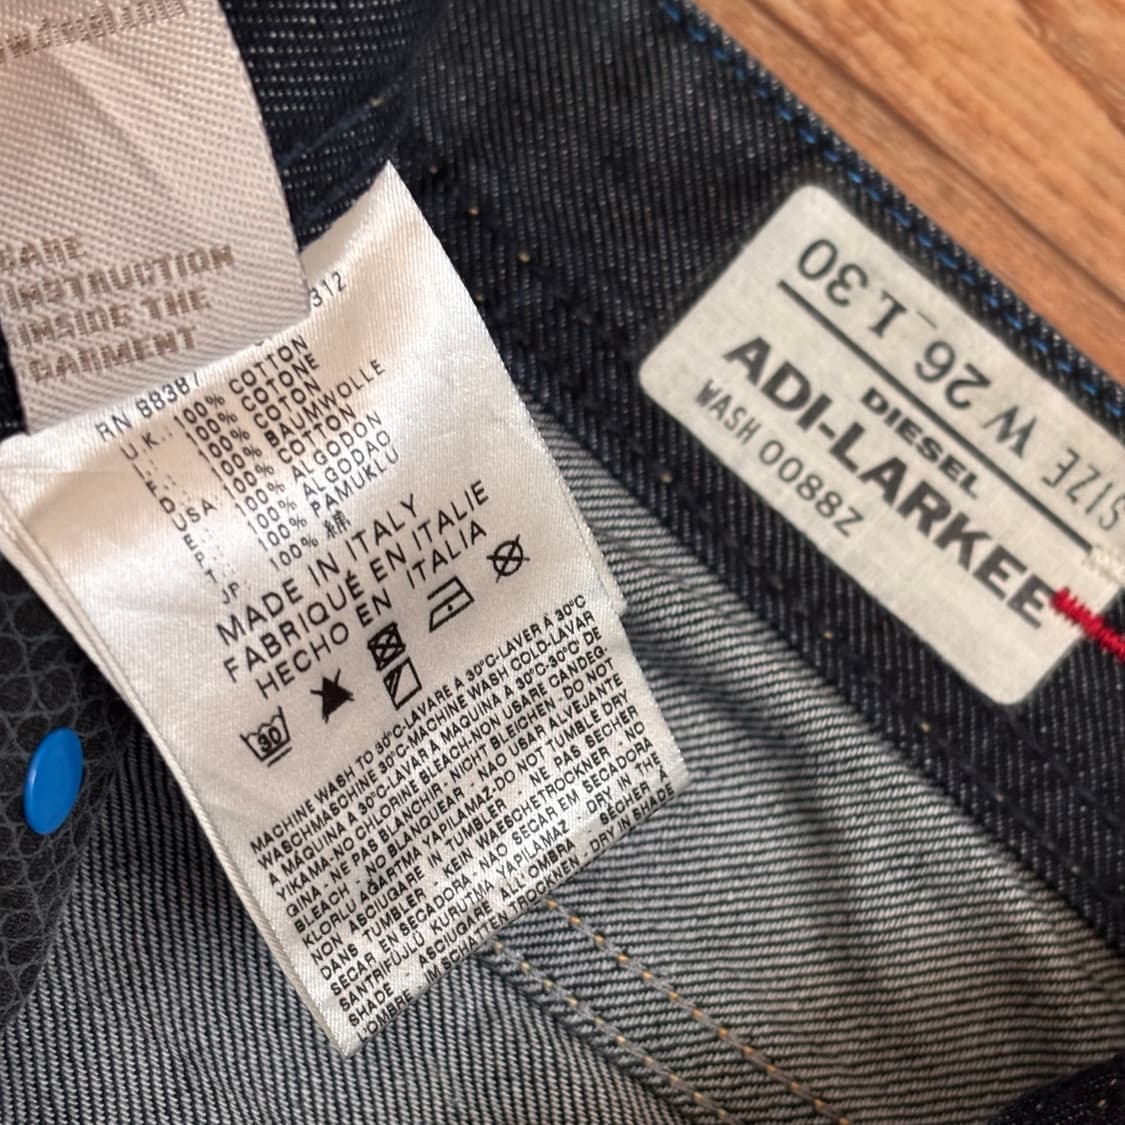 CARE
INSTRUCTION
INSIDE THE
GARMENT
312
RN 88387
U.K.: 100% COTTON
100% COTONE
100% COTON
D.: 100% BAUMWOLLE
USA: 100% COTTON
E.: 100% ALGODON
P.: 100% ALGODAO
T.: 100% PAMUKLU
JP.: 100% 綿
MADE IN ITALY
FABRIQUÉ EN ITALIE
HECHO EN ITALIA
30
MACHINE WASH TO 30°C-LAVARE À 30°C-LAVER À 30°C
WASCHMASCHINE 30°C-MACHINE WASH COLD-LAVAR
A MÁQUINA A 30°C-LAVAR A MAQUINA A 30°C-30°C DE
YIKAMA-NO CHLORINE BLEACH-NON USARE CANDEG-
GINA - NE PAS BLANCHIR - NICHT BLEICHEN - DO NOT
BLEACH - NO BLANQUEAR - NAO USAR ALVEJANTE
KLORLU AĞARTMA YAPILAMAZ-DO NOT TUMBLE DRY
NON ASCIUGARE IN TUMBLER - NE PAS SECHER
DANS TUMBLER - KEIN WAESCHETROCKNER - NO
SECAR EN SECADORA - NÃO SECAR EM SECADORA
SANTRIFÜJLÜ KURUTMA YAPILAMAZ - DRY IN THE
SHADE - ASCIUGARE ALL'OMBRA - SÉCHER À
L'OMBRE - IM SCHATTEN TROCKNEN - DRY IN SHADE
SIZE W 26_L 30
DIESEL
ADI-LARKEE
WASH 0088Z